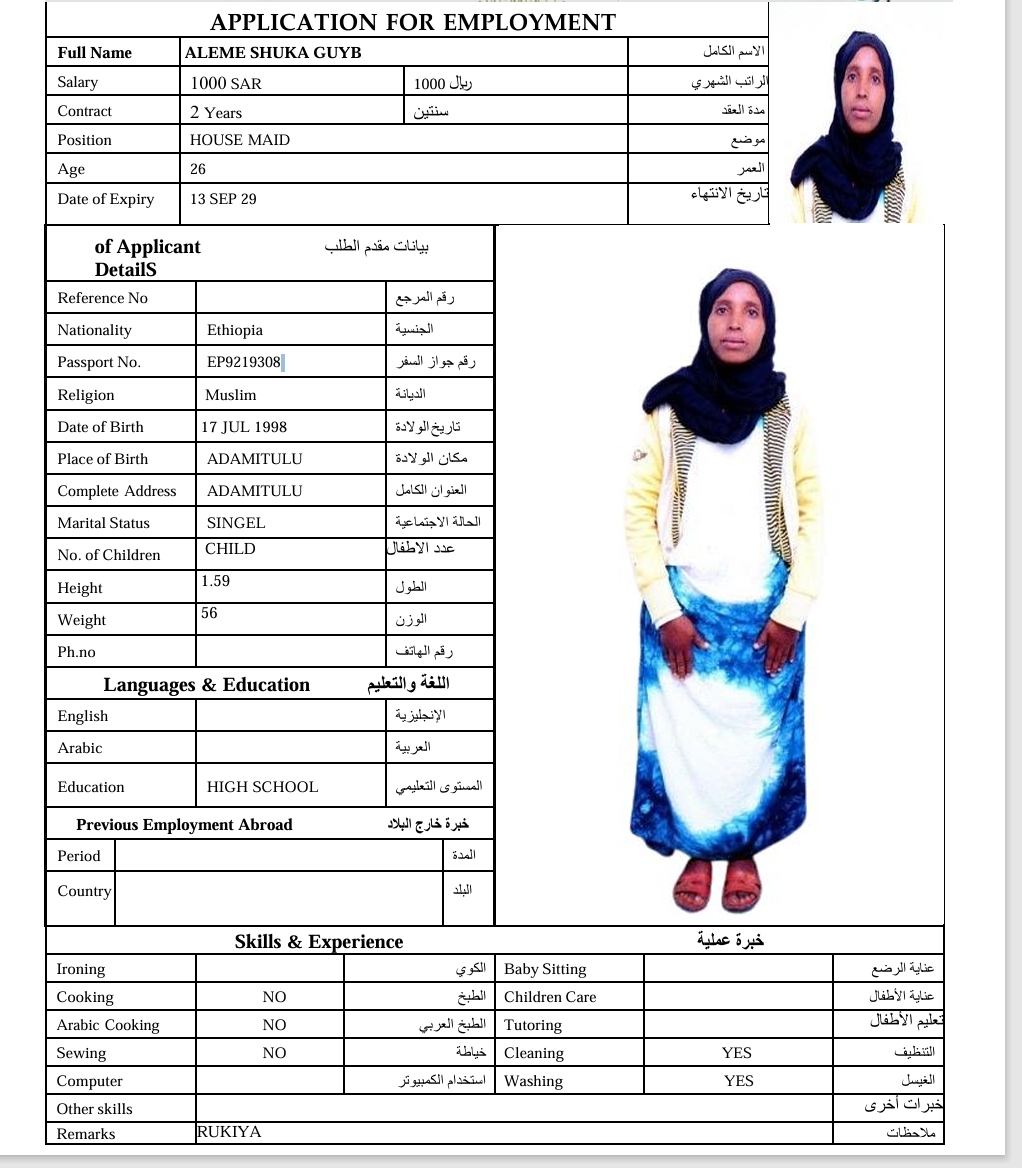 APPLICATION FOR EMPLOYMENT
Full Name ALEME SHUKA GUYB الاسم الكامل
Salary 1000 SAR 1000 ريال الراتب الشهري
Contract 2 Years سنتين مدة العقد
Position HOUSE MAID موضع
Age 26 العمر
Date of Expiry 13 SEP 29 تاريخ الانتهاء
of Applicant بيانات مقدم الطلب
DetailS
Reference No رقم المرجع
Nationality Ethiopia الجنسية
Passport No. EP9219308 رقم جواز السفر
Religion Muslim الديانة
Date of Birth 17 JUL 1998 تاريخ الولادة
Place of Birth ADAMITULU مكان الولادة
Complete Address ADAMITULU العنوان الكامل
Marital Status SINGEL الحالة الاجتماعية
No. of Children CHILD عدد الاطفال
Height 1.59 الطول
Weight 56 الوزن
Ph.no رقم الهاتف
Languages & Education اللغة والتعليم
English الإنجليزية
Arabic العربية
Education HIGH SCHOOL المستوى التعليمي
Previous Employment Abroad خبرة خارج البلاد
Period المدة
Country البلد
Skills & Experience خبرة عملية
Ironing الكوي Baby Sitting عناية الرضع
Cooking NO الطبخ Children Care عناية الأطفال
Arabic Cooking NO الطبخ العربي Tutoring تعليم الأطفال
Sewing NO خياطة Cleaning YES التنظيف
Computer استخدام الكمبيوتر Washing YES الغيسل
Other skills خبرات أخرى
Remarks RUKIYA ملاحظات